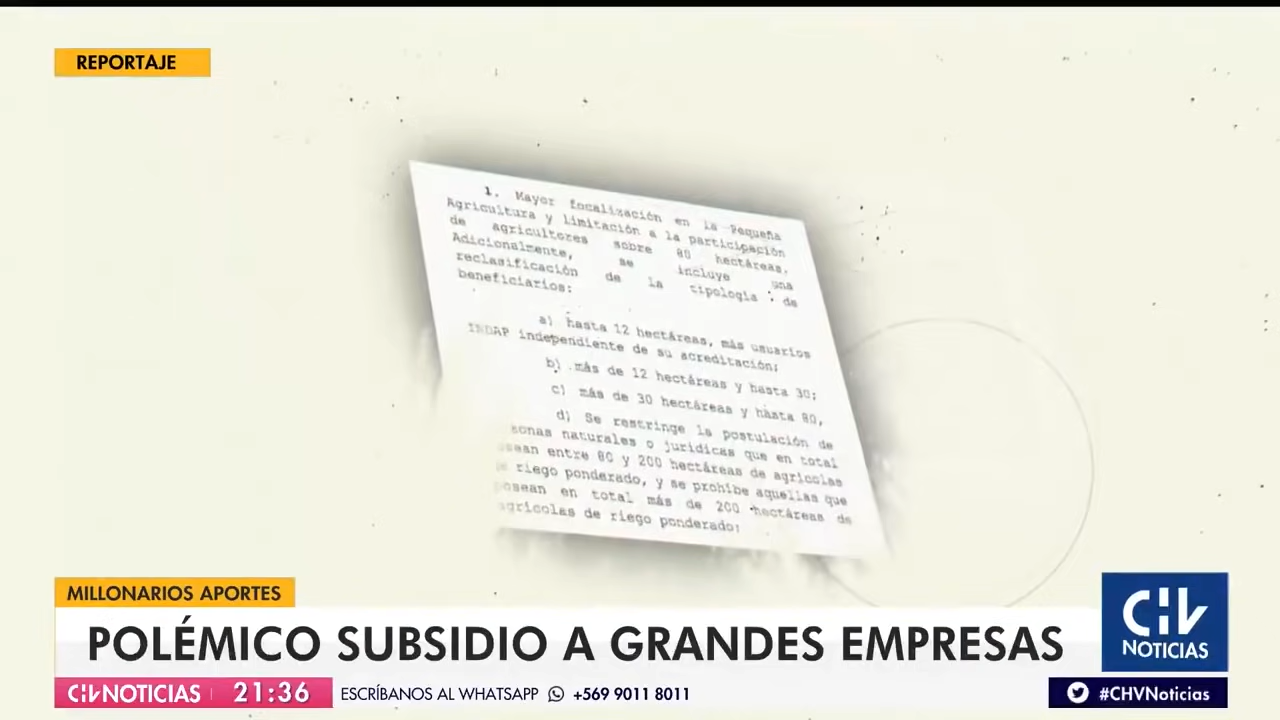 REPORTAJE
1. Mayor focalización en la Pequeña
Agricultura y limitación a la participación
de agricultores sobre 80 hectáreas.
Adicionalmente, se incluye una
reclasificación de la tipología de
beneficiarios:
a) hasta 12 hectáreas, más usuarios
INDAP independiente de su acreditación;
b) más de 12 hectáreas y hasta 30;
c) más de 30 hectáreas y hasta 80,
d) Se restringe la postulación de
sonas naturales o jurídicas que en total
sean entre 80 y 200 hectáreas de agrícolas
riego ponderado, y se prohibe aquellas que
osean en total más de 200 hectáreas de
agrícolas de riego ponderado;
MILLONARIOS APORTES
POLÉMICO SUBSIDIO A GRANDES EMPRESAS
CHV NOTICIAS
CHV NOTICIAS 21:36 ESCRÍBANOS AL WHATSAPP +569 9011 8011
#CHVNoticias